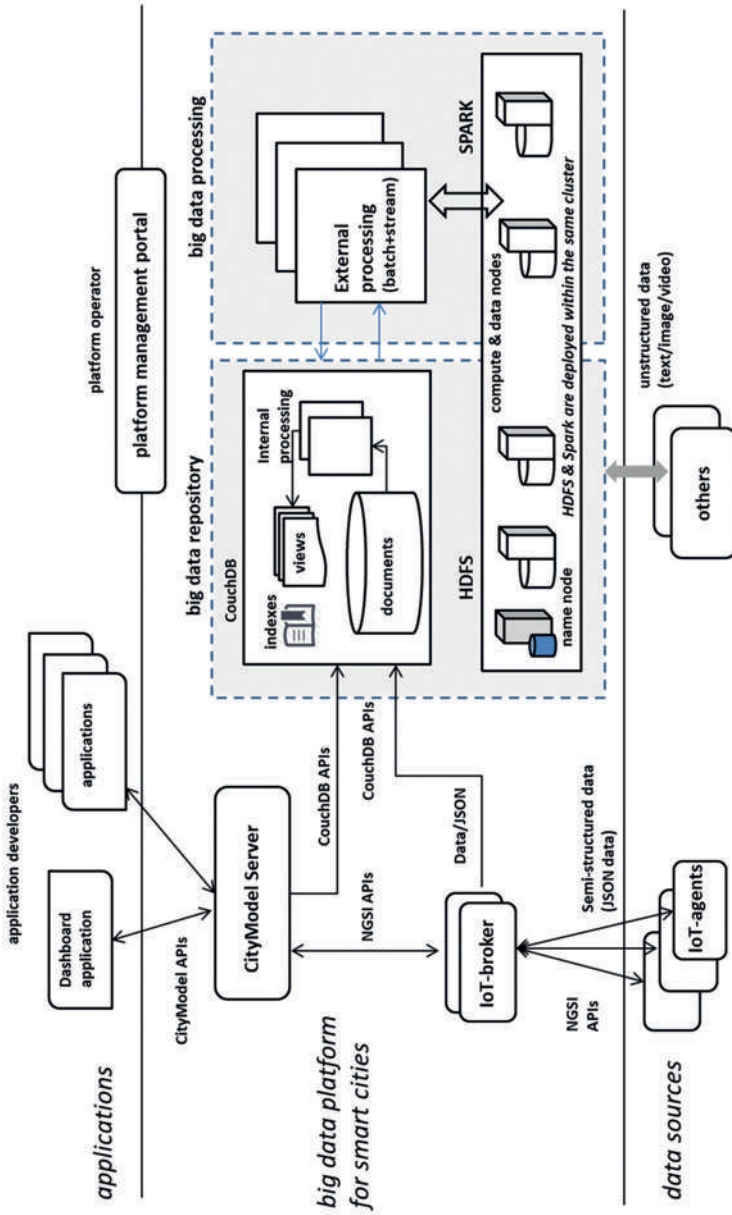 application developers
platform operator
applications
Dashboard
application
applications
platform management portal
CityModel APIs
big data platform
for smart cities
CityModel Server
CouchDB APIs
NGSI APIs
CouchDB APIs
Data/JSON
IoT-broker
big data repository
CouchDB
indexes
views
Internal
processing
documents
big data processing
External
processing
(batch+stream)
HDFS
SPARK
name node
compute & data nodes
HDFS & Spark are deployed within the same cluster
data sources
NGSI
APIs
Semi-structured data
(JSON data)
IoT-agents
others
unstructured data
(text/image/video)